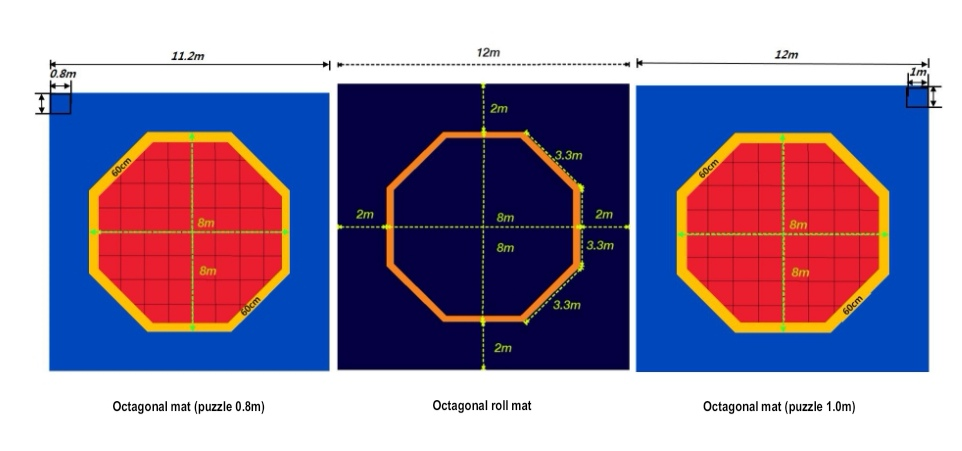 11.2m
12m
12m
0.8m
1m
2m
60cm
3.3m
60cm
8m
2m
8m
2m
8m
8m
3.3m
8m
8m
60cm
3.3m
60cm
2m
Octagonal mat (puzzle 0.8m)
Octagonal roll mat
Octagonal mat (puzzle 1.0m)